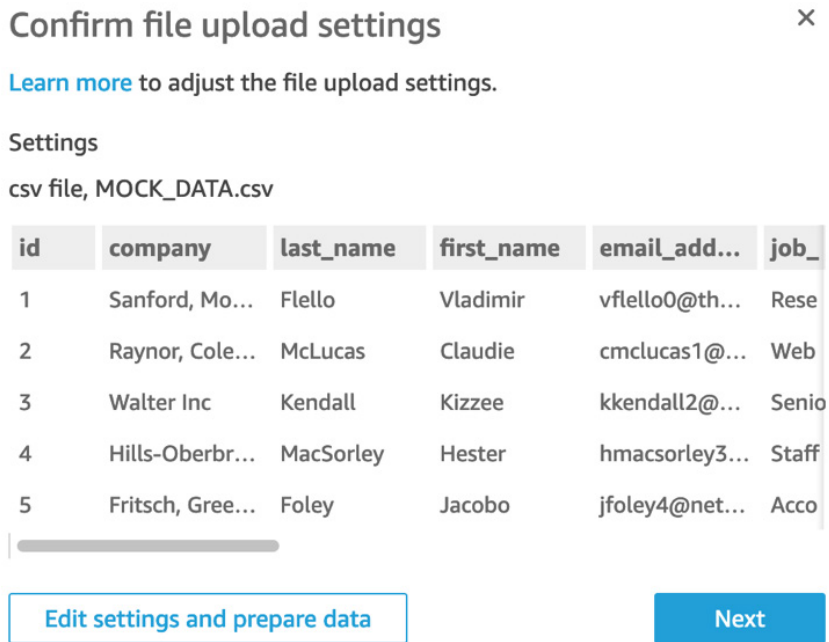 Confirm file upload settings
Learn more to adjust the file upload settings.
Settings
csv file, MOCK_DATA.csv
id company last_name first_name email_add... job_
1 Sanford, Mo... Flello Vladimir vflello0@th... Rese
2 Raynor, Cole... McLucas Claudie cmclucas1@... Web
3 Walter Inc Kendall Kizzee kkendall2@... Senio
4 Hills-Oberbr... MacSorley Hester hmacsorley3... Staff
5 Fritsch, Gree... Foley Jacobo jfoley4@net... Acco
Edit settings and prepare data Next